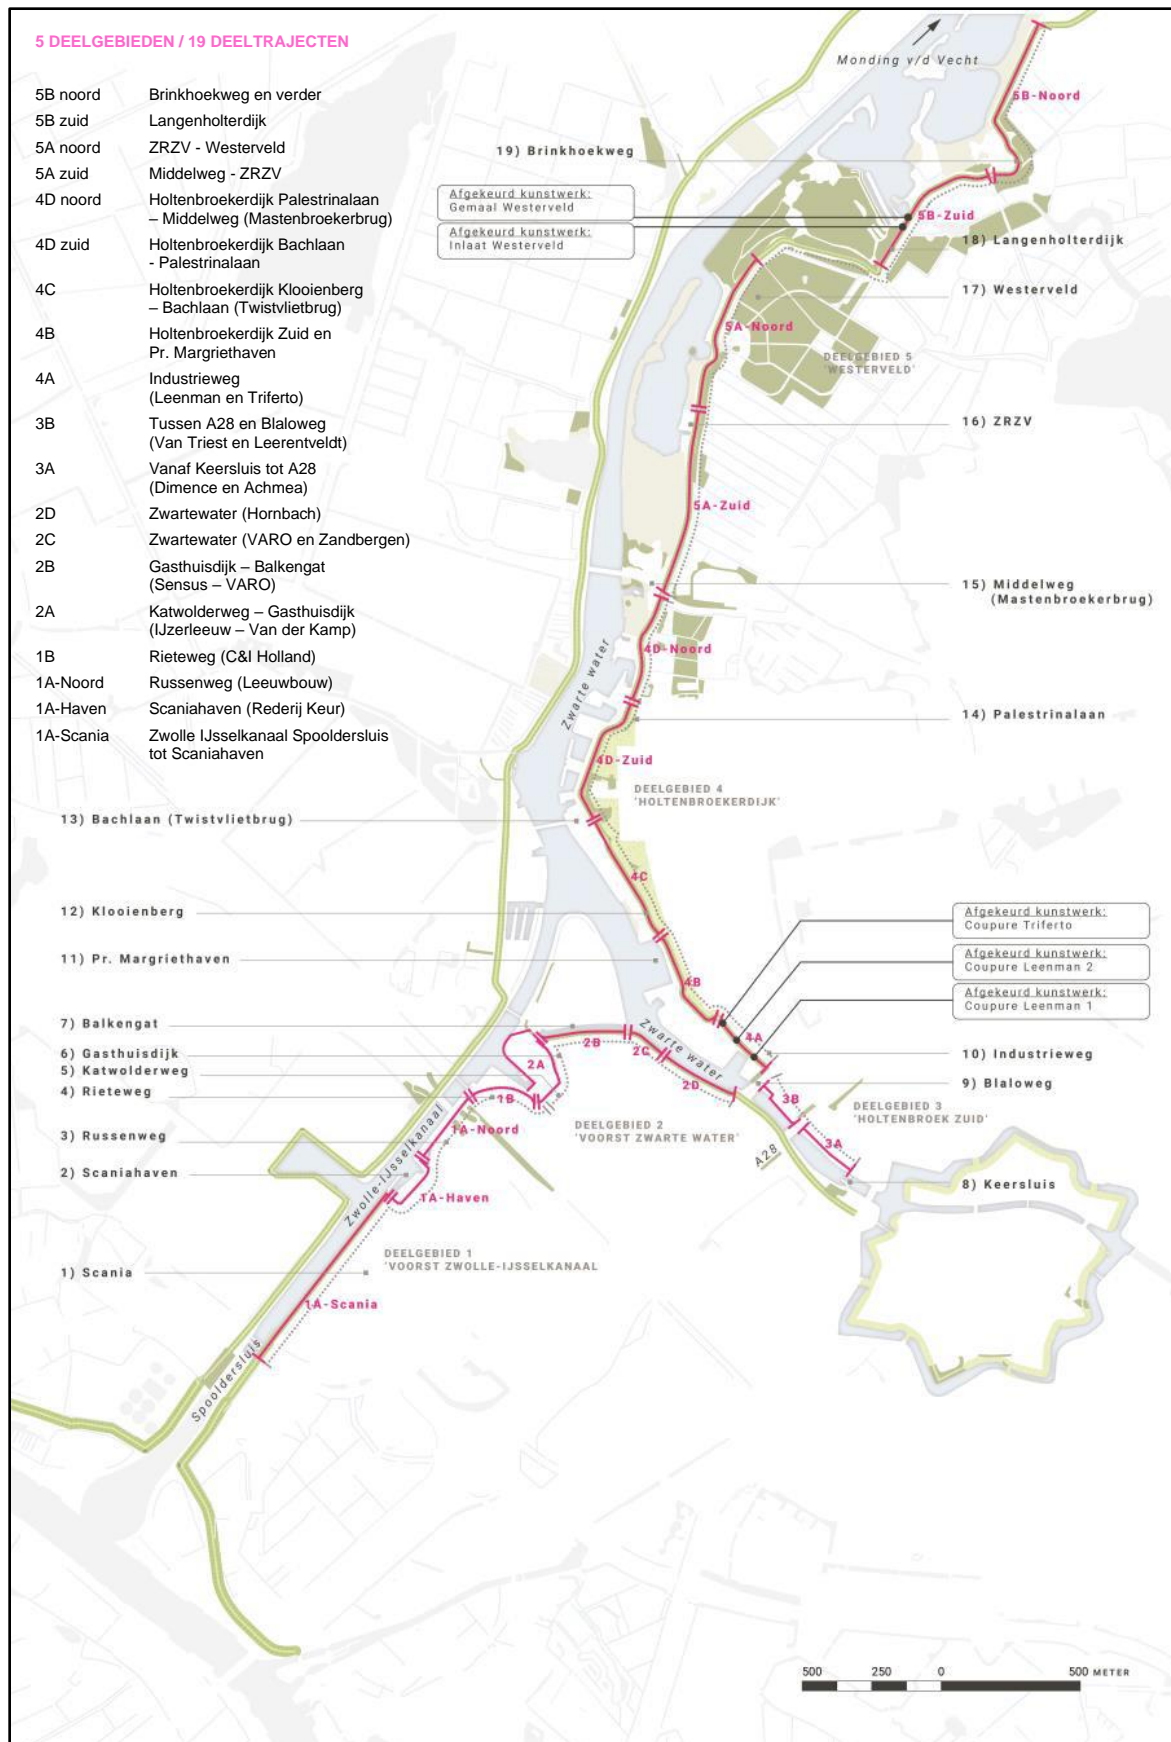 5 DEELGEBIEDEN / 19 DEELTRAJECTEN
5B noord Brinkhoekweg en verder
5B zuid Langenholterdijk
5A noord ZRZV - Westerveld
5A zuid Middelweg - ZRZV
4D noord Holtenbroekerdijk Palestrinalaan
– Middelweg (Mastenbroekerbrug)
4D zuid Holtenbroekerdijk Bachlaan
- Palestrinalaan
4C Holtenbroekerdijk Klooienberg
– Bachlaan (Twistvlietbrug)
4B Holtenbroekerdijk Zuid en
Pr. Margriethaven
4A Industrieweg
(Leenman en Triferto)
3B Tussen A28 en Blaloweg
(Van Triest en Leerentveldt)
3A Vanaf Keersluis tot A28
(Dimence en Achmea)
2D Zwartewater (Hornbach)
2C Zwartewater (VARO en Zandbergen)
2B Gasthuisdijk – Balkengat
(Sensus – VARO)
2A Katwolderweg – Gasthuisdijk
(IJzerleeuw – Van der Kamp)
1B Rieteweg (C&I Holland)
1A-Noord Russenweg (Leeuwbouw)
1A-Haven Scaniahaven (Rederij Keur)
1A-Scania Zwolle IJsselkanaal Spooldersluis
tot Scaniahaven
Monding v/d Vecht
5B-Noord
19) Brinkhoekweg
Afgekeurd kunstwerk:
Gemaal Westerveld
Afgekeurd kunstwerk:
Inlaat Westerveld
5B-Zuid
18) Langenholterdijk
17) Westerveld
5A-Noord
DEELGEBIED 5
'WESTERVELD'
16) ZRZV
5A-Zuid
15) Middelweg
(Mastenbroekerbrug)
4D-Noord
Zwarte water
14) Palestrinalaan
4D-Zuid
DEELGEBIED 4
'HOLTENBROEKERDIJK'
13) Bachlaan (Twistvlietbrug)
4C
12) Klooienberg
Afgekeurd kunstwerk:
Coupure Triferto
11) Pr. Margriethaven
Afgekeurd kunstwerk:
Coupure Leenman 2
4B
Afgekeurd kunstwerk:
Coupure Leenman 1
7) Balkengat
2B
Zwarte water
4A
2C
10) Industrieweg
6) Gasthuisdijk
2A
5) Katwolderweg
2D
9) Blaloweg
4) Rieteweg
1B
3B
DEELGEBIED 3
'HOLTENBROEK ZUID'
DEELGEBIED 2
'VOORST ZWARTE WATER'
3) Russenweg
1A-Noord
3A
A28
2) Scaniahaven
Zwolle-IJsselkanaal
1A-Haven
8) Keersluis
DEELGEBIED 1
'VOORST ZWOLLE-IJSSELKANAAL
1) Scania
1A-Scania
Spooldersluis
500 250 0 500 METER